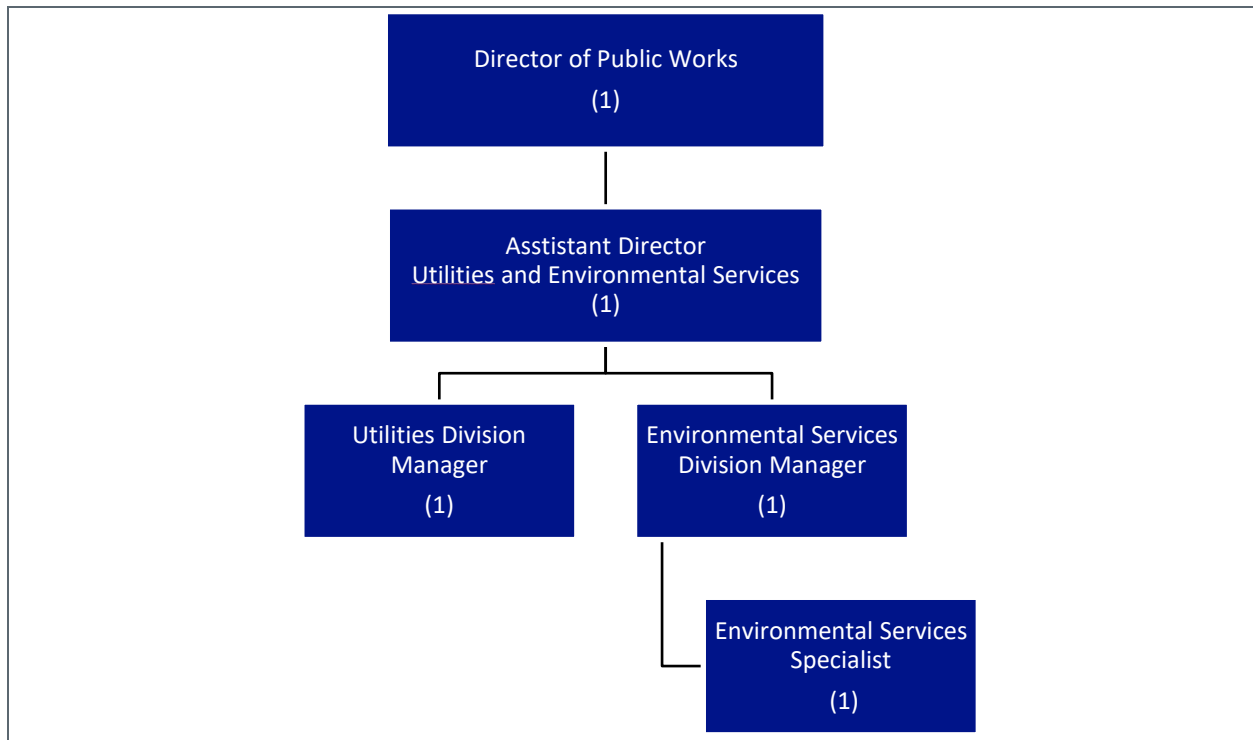 Director of Public Works
(1)
Asstistant Director
Utilities and Environmental Services
(1)
Utilities Division
Manager
(1)
Environmental Services
Division Manager
(1)
Environmental Services
Specialist
(1)